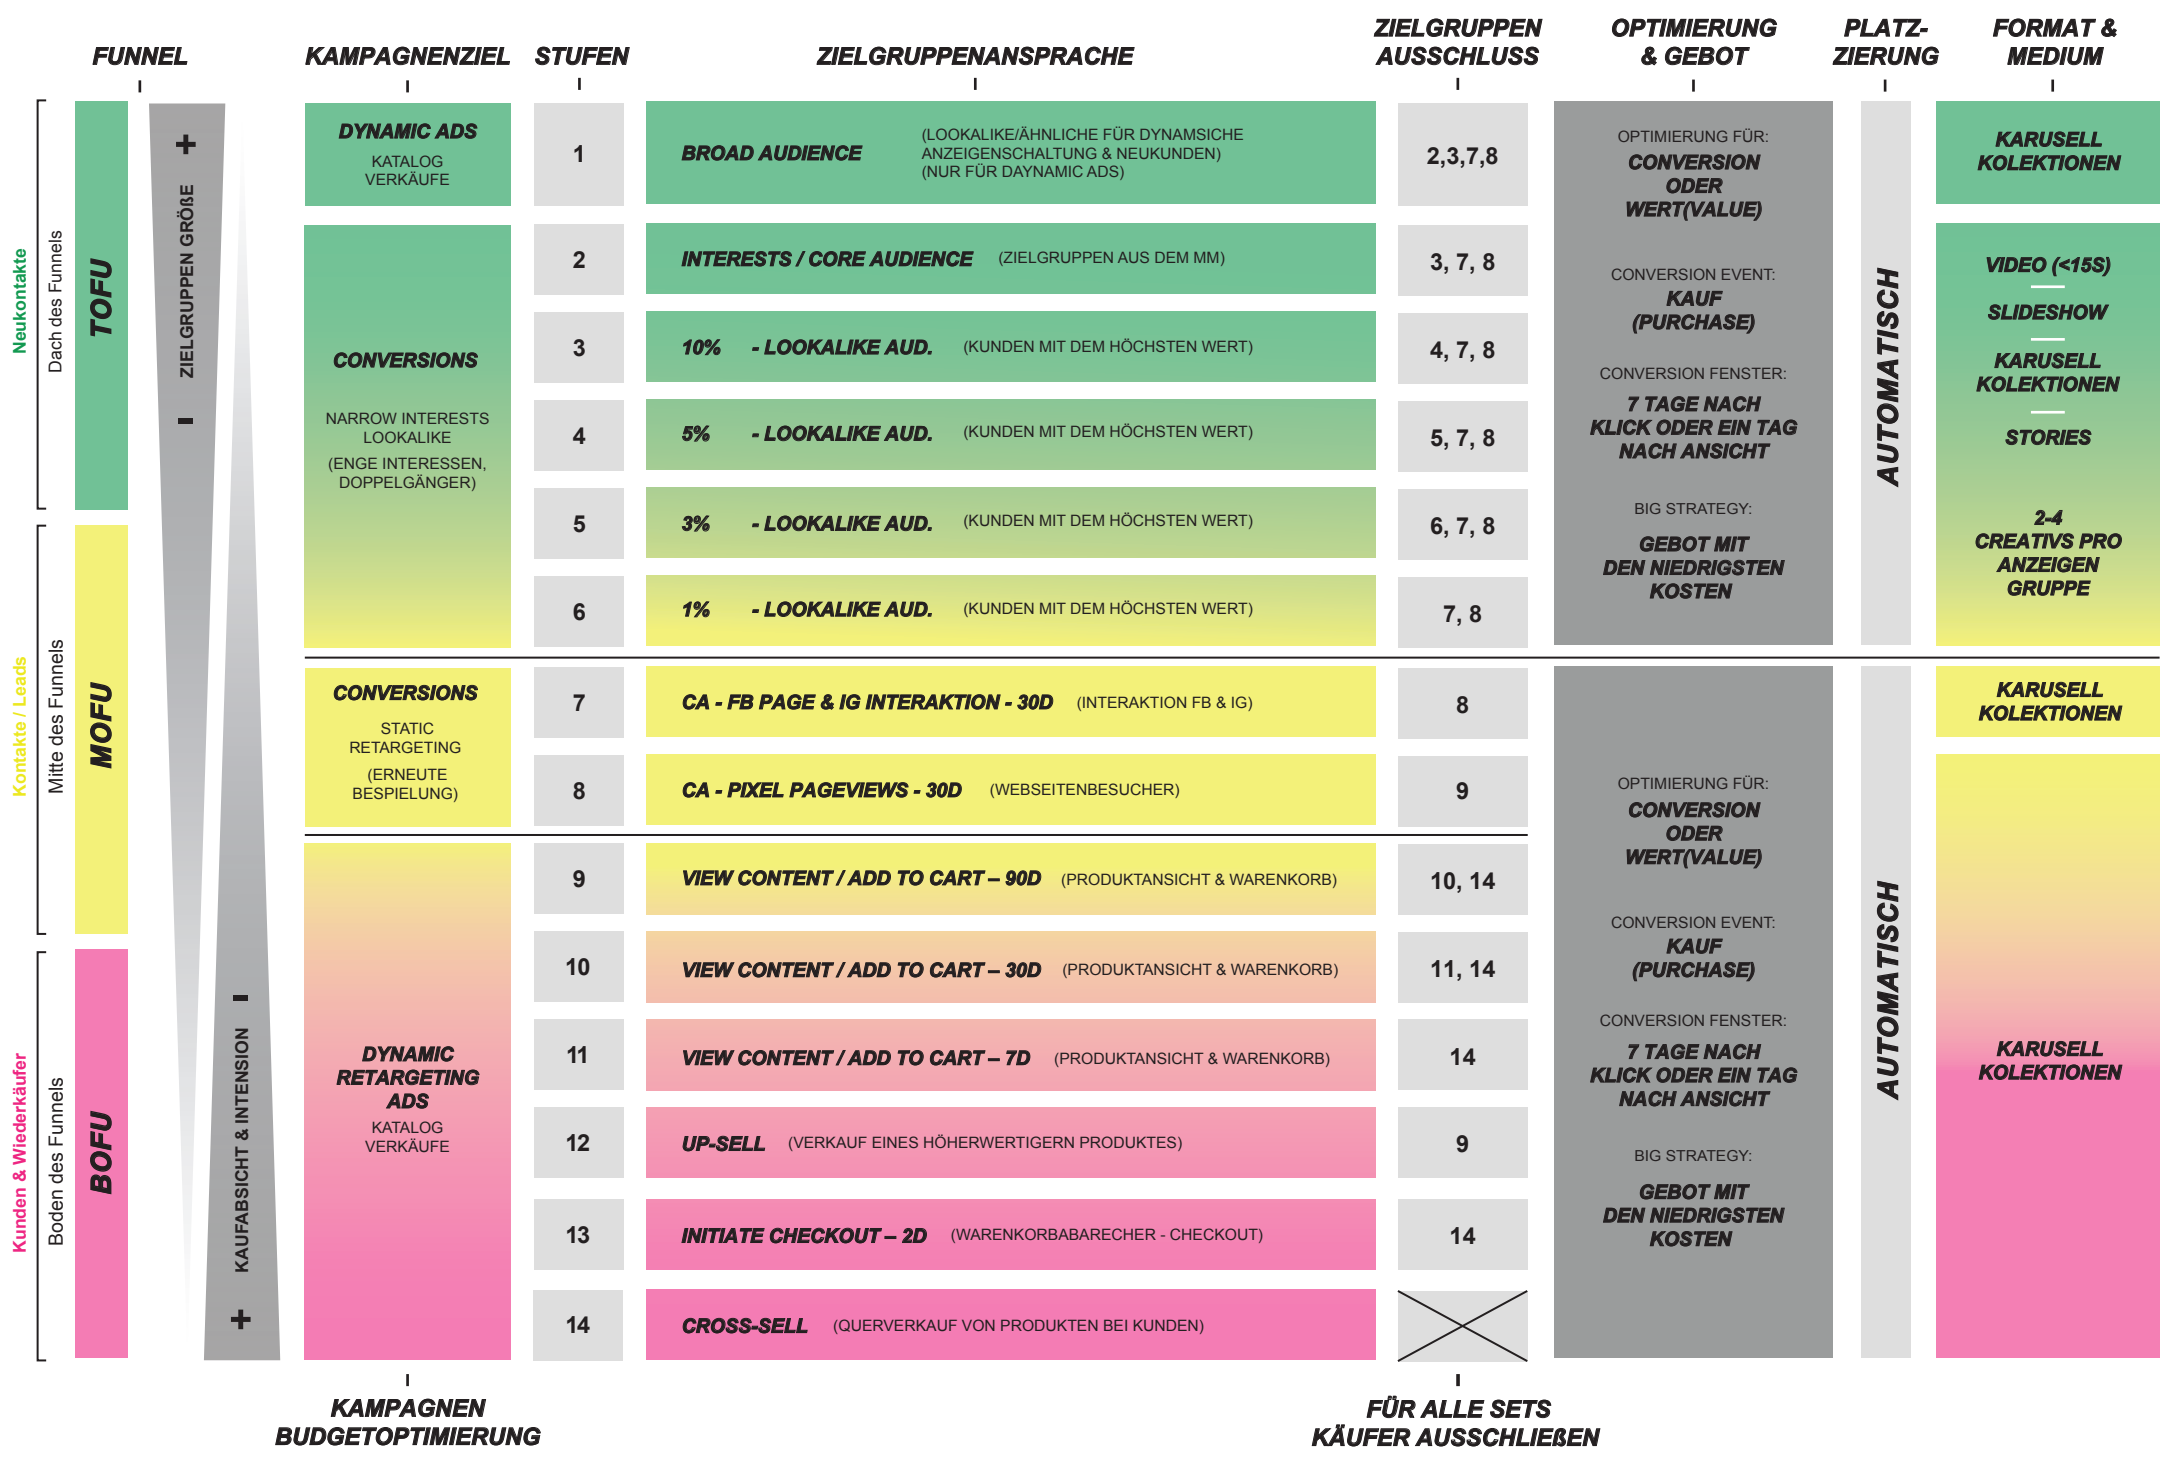 FUNNEL
KAMPAGNENZIEL
STUFEN
ZIELGRUPPENANSPRACHE
ZIELGRUPPEN
AUSSCHLUSS
OPTIMIERUNG
& GEBOT
PLATZ-
ZIERUNG
FORMAT &
MEDIUM
Neukontakte
Dach des Funnels
TOFU
Kontakte / Leads
Mitte des Funnels
MOFU
Kunden & Wiederkäufer
Boden des Funnels
BOFU
+
ZIELGRUPPEN GRÖßE
-
-
KAUFABSICHT & INTENSION
+
DYNAMIC ADS
KATALOG
VERKÄUFE
CONVERSIONS
NARROW INTERESTS
LOOKALIKE
(ENGE INTERESSEN,
DOPPELGÄNGER)
CONVERSIONS
STATIC
RETARGETING
(ERNEUTE
BESPIELUNG)
DYNAMIC
RETARGETING
ADS
KATALOG
VERKÄUFE
1
BROAD AUDIENCE
(LOOKALIKE/ÄHNLICHE FÜR DYNAMSICHE
ANZEIGENSCHALTUNG & NEUKUNDEN)
(NUR FÜR DAYNAMIC ADS)
2,3,7,8
2
INTERESTS / CORE AUDIENCE (ZIELGRUPPEN AUS DEM MM)
3, 7, 8
3
10% - LOOKALIKE AUD. (KUNDEN MIT DEM HÖCHSTEN WERT)
4, 7, 8
4
5% - LOOKALIKE AUD. (KUNDEN MIT DEM HÖCHSTEN WERT)
5, 7, 8
5
3% - LOOKALIKE AUD. (KUNDEN MIT DEM HÖCHSTEN WERT)
6, 7, 8
6
1% - LOOKALIKE AUD. (KUNDEN MIT DEM HÖCHSTEN WERT)
7, 8
7
CA - FB PAGE & IG INTERAKTION - 30D (INTERAKTION FB & IG)
8
8
CA - PIXEL PAGEVIEWS - 30D (WEBSEITENBESUCHER)
9
9
VIEW CONTENT / ADD TO CART – 90D (PRODUKTANSICHT & WARENKORB)
10, 14
10
VIEW CONTENT / ADD TO CART – 30D (PRODUKTANSICHT & WARENKORB)
11, 14
11
VIEW CONTENT / ADD TO CART – 7D (PRODUKTANSICHT & WARENKORB)
14
12
UP-SELL (VERKAUF EINES HÖHERWERTIGERN PRODUKTES)
9
13
INITIATE CHECKOUT – 2D (WARENKORBABARECHER - CHECKOUT)
14
14
CROSS-SELL (QUERVERKAUF VON PRODUKTEN BEI KUNDEN)
OPTIMIERUNG FÜR:
CONVERSION
ODER
WERT(VALUE)
CONVERSION EVENT:
KAUF
(PURCHASE)
CONVERSION FENSTER:
7 TAGE NACH
KLICK ODER EIN TAG
NACH ANSICHT
BIG STRATEGY:
GEBOT MIT
DEN NIEDRIGSTEN
KOSTEN
AUTOMATISCH
KARUSELL
KOLEKTIONEN
VIDEO (<15S)
SLIDESHOW
KARUSELL
KOLEKTIONEN
STORIES
2-4
CREATIVS PRO
ANZEIGEN
GRUPPE
OPTIMIERUNG FÜR:
CONVERSION
ODER
WERT(VALUE)
CONVERSION EVENT:
KAUF
(PURCHASE)
CONVERSION FENSTER:
7 TAGE NACH
KLICK ODER EIN TAG
NACH ANSICHT
BIG STRATEGY:
GEBOT MIT
DEN NIEDRIGSTEN
KOSTEN
AUTOMATISCH
KARUSELL
KOLEKTIONEN
KARUSELL
KOLEKTIONEN
KAMPAGNEN
BUDGETOPTIMIERUNG
FÜR ALLE SETS
KÄUFER AUSSCHLIEßEN